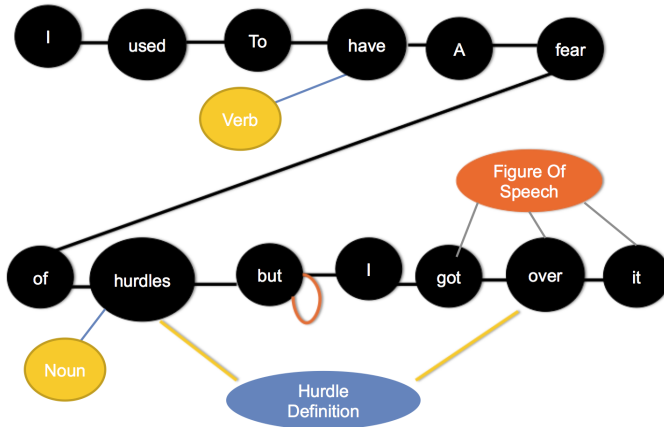 I used To have A fear
Verb
Figure Of
Speech
of hurdles but I got over it
Noun
Hurdle
Definition